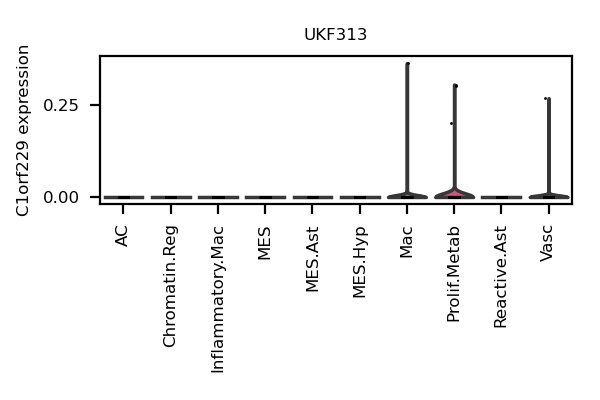 UKF313
C1orf229 expression
0.25
0.00
AC
Chromatin.Reg
Inflammatory.Mac
MES
MES.Ast
MES.Hyp
Mac
Prolif.Metab
Reactive.Ast
Vasc